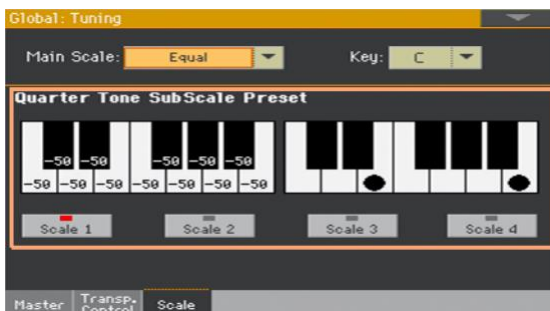 Global: Tuning
Main Scale: Equal Key: C
Quarter Tone SubScale Preset
-50 -50 -50 -50 -50
-50 -50 -50 -50 -50 -50 -50
Scale 1 Scale 2 Scale 3 Scale 4
Master Transp. Control Scale